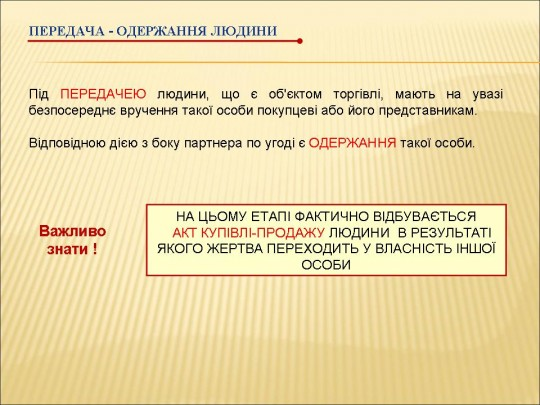 ПЕРЕДАЧА - ОДЕРЖАННЯ ЛЮДИНИ
Під ПЕРЕДАЧЕЮ людини, що є об'єктом торгівлі, мають на увазі
безпосереднє вручення такої особи покупцеві або його представникам.
Відповідною дією з боку партнера по угоді є ОДЕРЖАННЯ такої особи.
Важливо
знати !
НА ЦЬОМУ ЕТАПІ ФАКТИЧНО ВІДБУВАЄТЬСЯ
АКТ КУПІВЛІ-ПРОДАЖУ ЛЮДИНИ В РЕЗУЛЬТАТІ
ЯКОГО ЖЕРТВА ПЕРЕХОДИТЬ У ВЛАСНІСТЬ ІНШОЇ
ОСОБИ